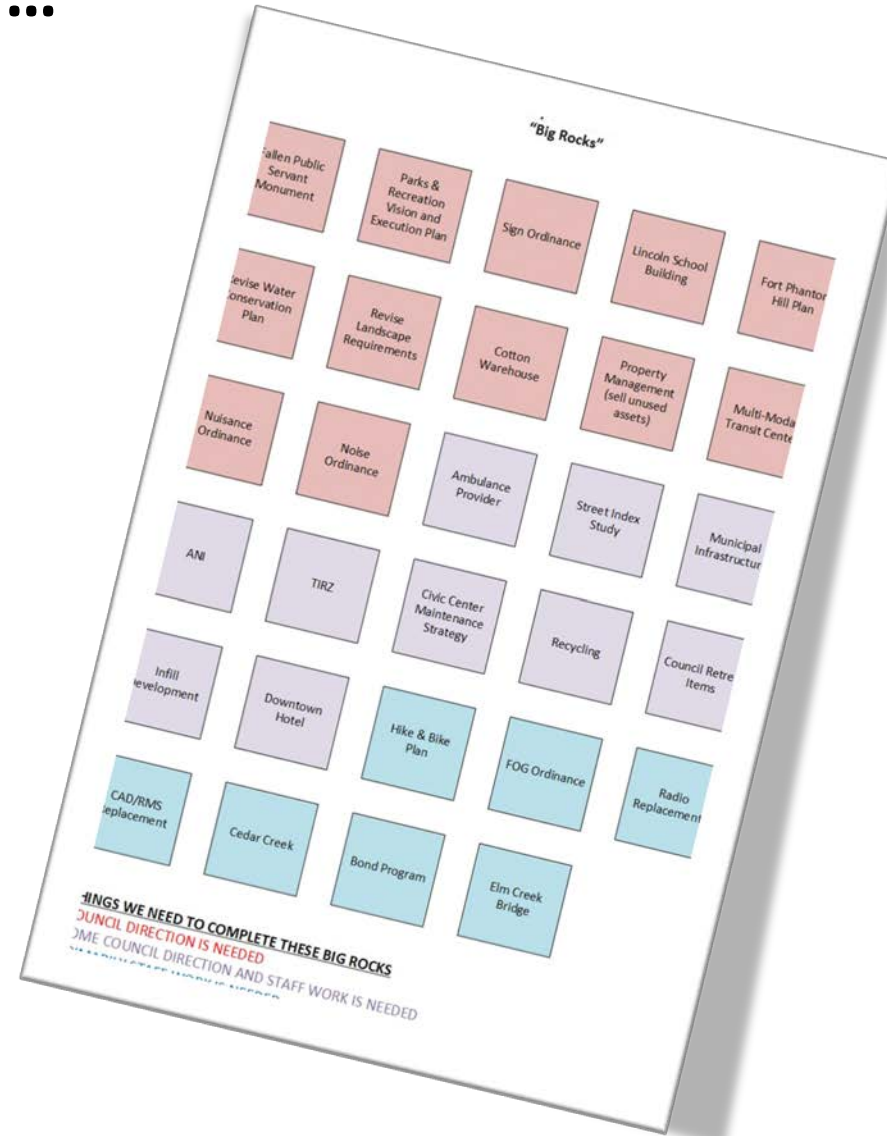 ...
"Big Rocks"
Fallen Public
Servant
Monument
Parks &
Recreation
Vision and
Execution Plan
Sign Ordinance
Lincoln School
Building
Fort Phantom
Hill Plan
Revise Water
Conservation
Plan
Revise
Landscape
Requirements
Cotton
Warehouse
Property
Management
(sell unused
assets)
Multi-Moda
Transit Cente
Nuisance
Ordinance
Noise
Ordinance
Ambulance
Provider
Street Index
Study
Municipal
Infrastructur
ANI
TIRZ
Civic Center
Maintenance
Strategy
Recycling
Council Retre
Items
Infill
evelopment
Downtown
Hotel
Hike & Bike
Plan
FOG Ordinance
Radio
Replacement
CAD/RMS
eplacement
Cedar Creek
Bond Program
Elm Creek
Bridge
HINGS WE NEED TO COMPLETE THESE BIG ROCKS
OUNCIL DIRECTION IS NEEDED
OME COUNCIL DIRECTION AND STAFF WORK IS NEEDED